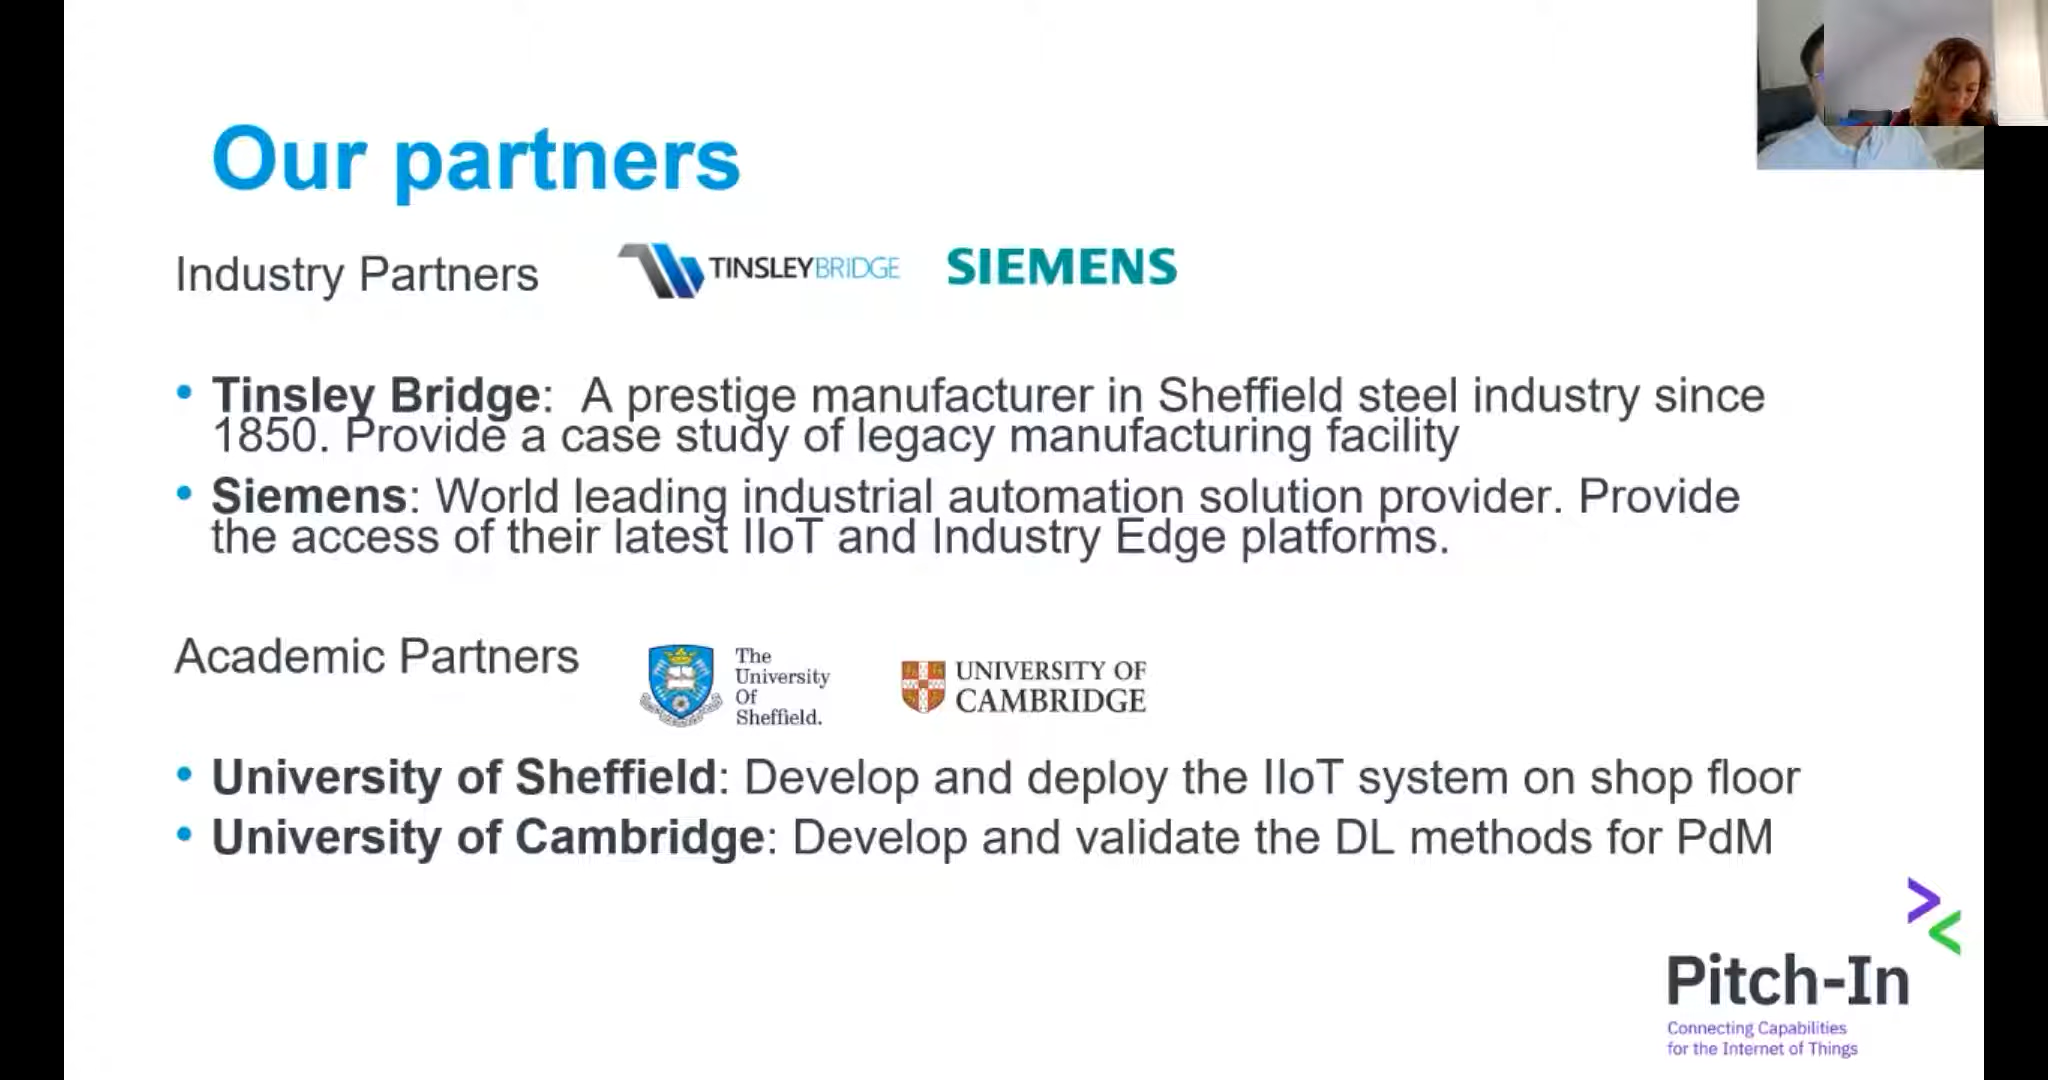 Our partners
Industry Partners
TINSLEYBRIDGE
SIEMENS
• Tinsley Bridge: A prestige manufacturer in Sheffield steel industry since
1850. Provide a case study of legacy manufacturing facility
• Siemens: World leading industrial automation solution provider. Provide
the access of their latest IIoT and Industry Edge platforms.
Academic Partners
The
University
Of
Sheffield.
UNIVERSITY OF
CAMBRIDGE
• University of Sheffield: Develop and deploy the IIoT system on shop floor
• University of Cambridge: Develop and validate the DL methods for PdM
Pitch-In
Connecting Capabilities
for the Internet of Things